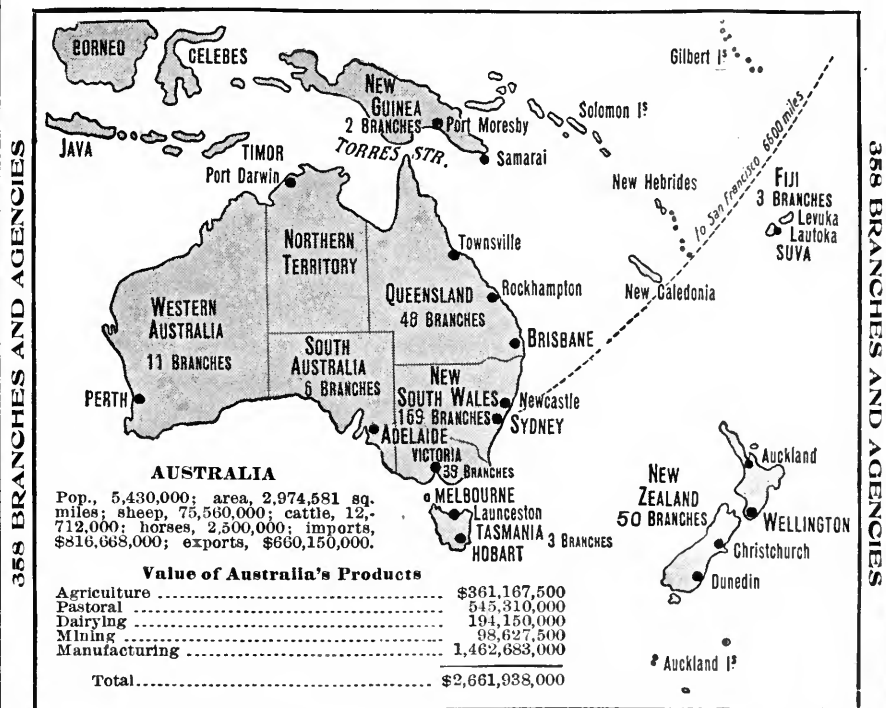 358 BRANCHES AND AGENCIES
BORNEO
CELEBES
JAVA
TIMOR
NEW
GUINEA
2 BRANCHES
Port Moresby
Samarai
TORRES STR.
Solomon Is
Gilbert Is
to San Francisco 6600 miles
New Hebrides
FIJI
3 BRANCHES
Levuka
Lautoka
SUVA
New Caledonia
Port Darwin
NORTHERN
TERRITORY
Townsville
QUEENSLAND
48 BRANCHES
Rockhampton
BRISBANE
WESTERN
AUSTRALIA
11 BRANCHES
PERTH
SOUTH
AUSTRALIA
6 BRANCHES
ADELAIDE
NEW
SOUTH WALES
169 BRANCHES
Newcastle
SYDNEY
VICTORIA
38 BRANCHES
MELBOURNE
Launceston
TASMANIA
3 BRANCHES
HOBART
NEW
ZEALAND
50 BRANCHES
Auckland
WELLINGTON
Christchurch
Dunedin
Auckland Is
AUSTRALIA
Pop., 5,430,000; area, 2,974,581 sq.
miles; sheep, 75,560,000; cattle, 12,-
712,000: horses, 2,500,000; imports,
$816,668,000; exports, $660,150,000.
Value of Australia's Products
Agriculture $361,167,500
Pastoral 545,310,000
Dairying 194,150,000
Mining 98,627,500
Manufacturing 1,462,683,000
Total $2,661,938,000
358 BRANCHES AND AGENCIES